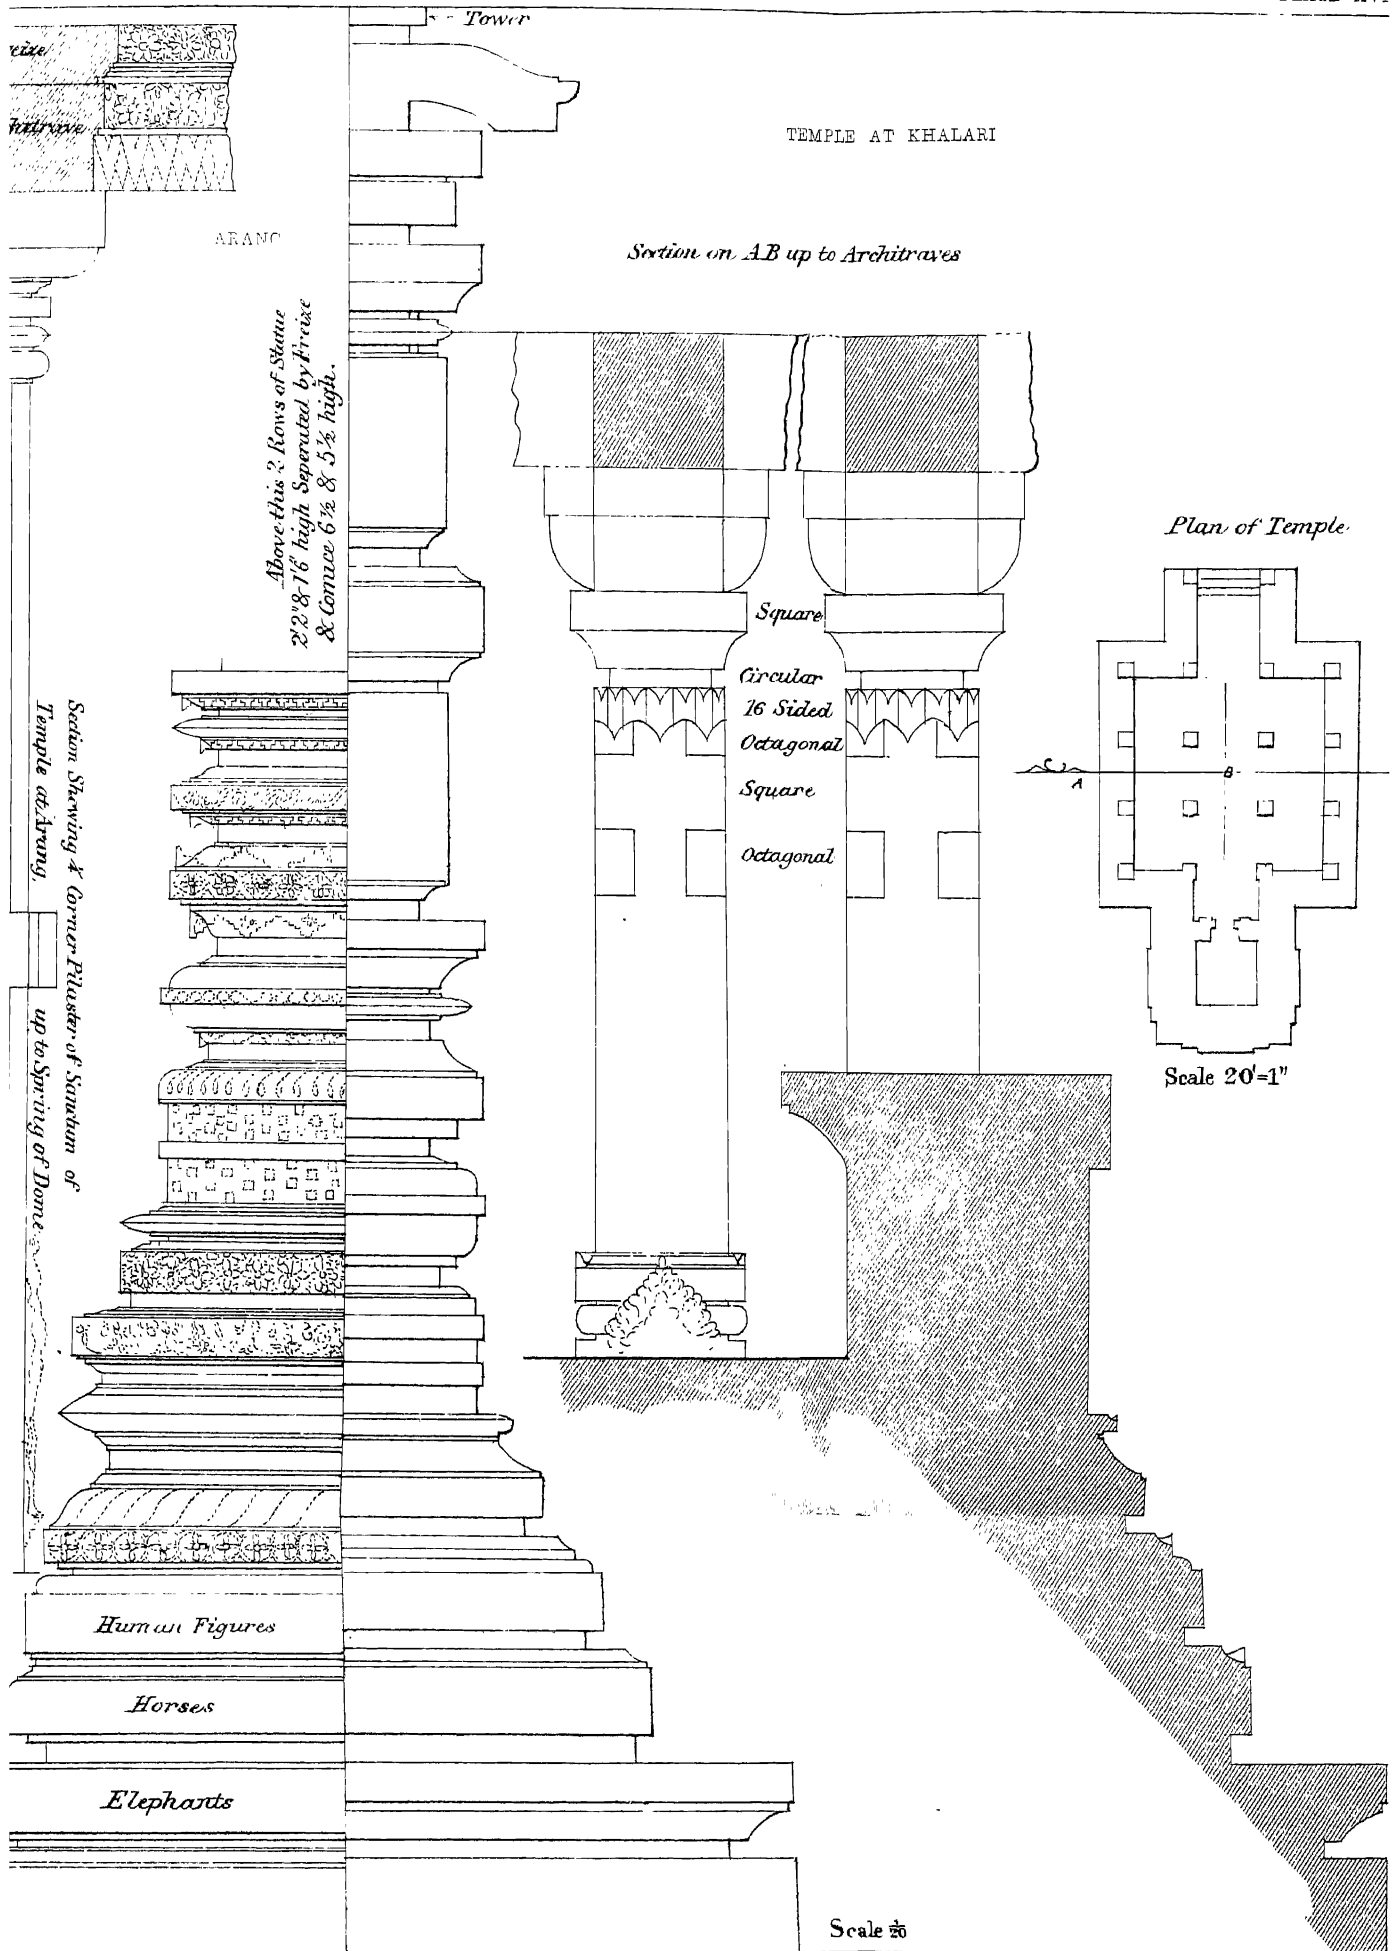 Tower
TEMPLE AT KHALARI
Section on AB up to Architraves
Above this 2 Rows of Statue
2'2" & 1'6" high Seperated by Freize
& Cornice 6½ & 5½ high.
Section Shewing ¼ Corner Pilaster of Sanctum of
Temple at Arang. up to Spring of Dome
Square
Circular
16 Sided
Octagonal
Square
Octagonal
Plan of Temple
C
A
B
Scale 20'=1"
Human Figures
Horses
Elephants
Scale 1/20